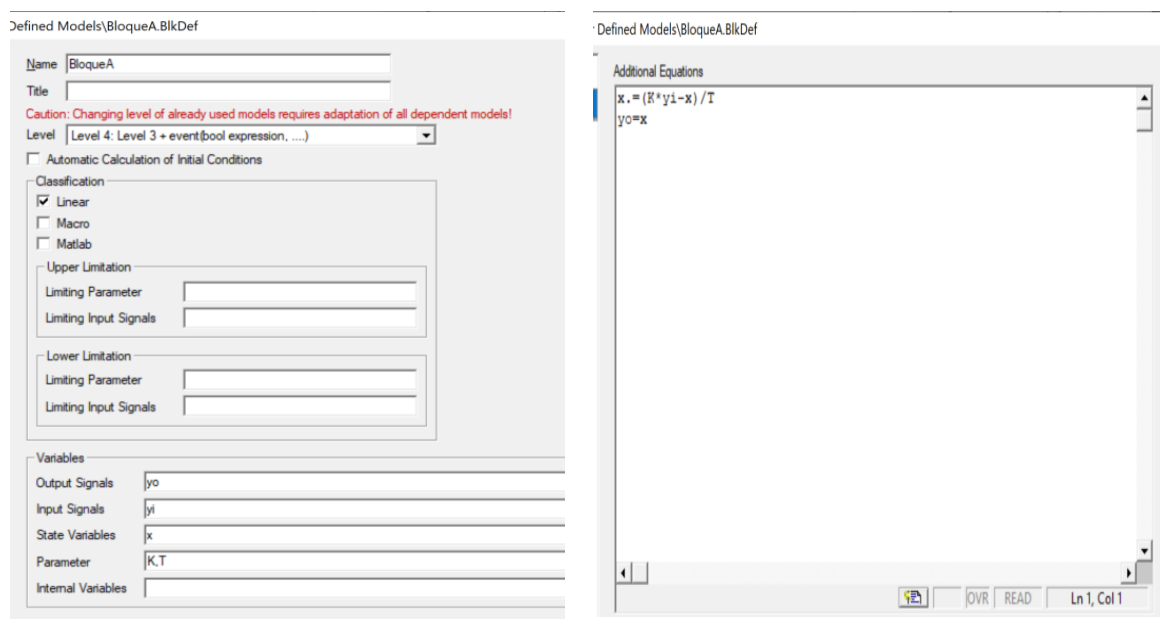 Defined Models\BloqueA.BlkDef
Name BloqueA
Title
Caution: Changing level of already used models requires adaptation of all dependent models!
Level Level 4: Level 3 + event(bool expression, ....)
Automatic Calculation of Initial Conditions
Classification
Linear
Macro
Matlab
Upper Limitation
Limiting Parameter
Limiting Input Signals
Lower Limitation
Limiting Parameter
Limiting Input Signals
Variables
Output Signals yo
Input Signals yi
State Variables x
Parameter K,T
Internal Variables
Defined Models\BloqueA.BlkDef
Additional Equations
x.=(K*yi-x)/T
yo=x
OVR READ Ln 1, Col 1